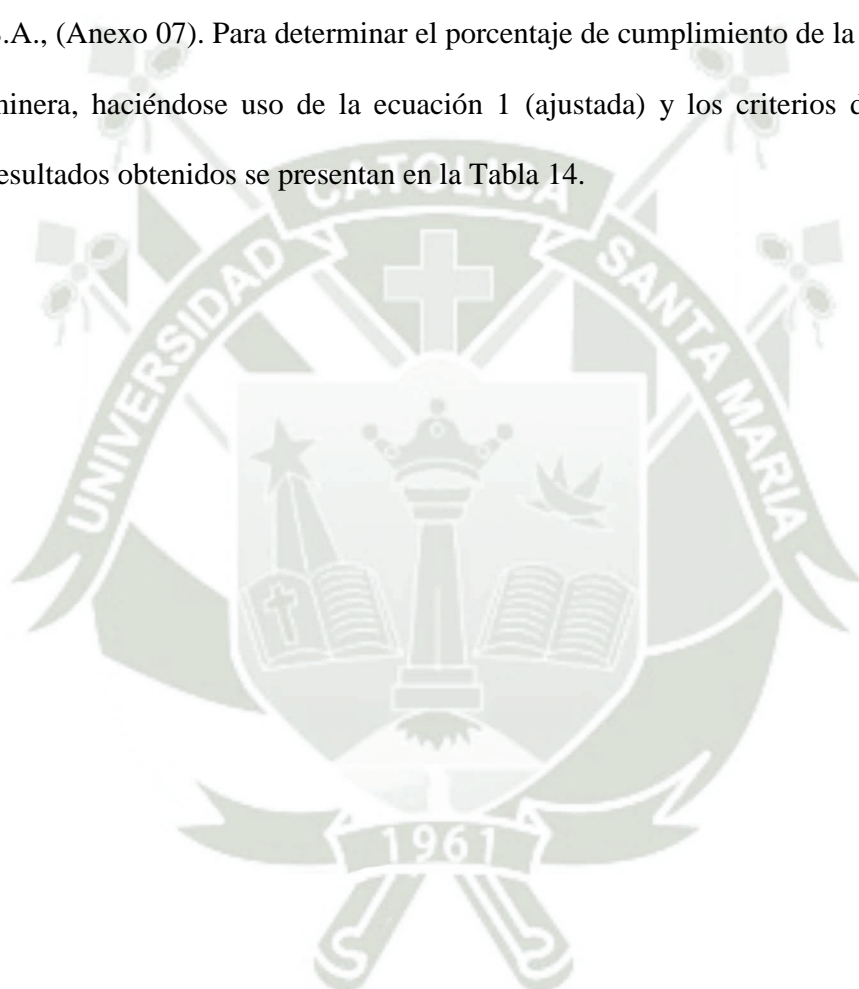 .A., (Anexo 07). Para determinar el porcentaje de cumplimiento de la
minera, haciéndose uso de la ecuación 1 (ajustada) y los criterios
resultados obtenidos se presentan en la Tabla 14.
UNIVERSIDAD CATOLICA SANTA MARIA
1961